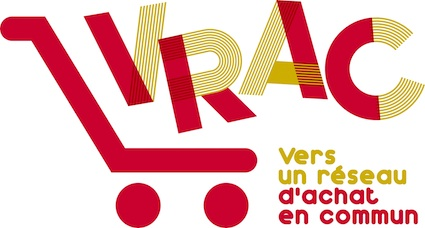 VRAC
Vers
un réseau
d'achat
en commun